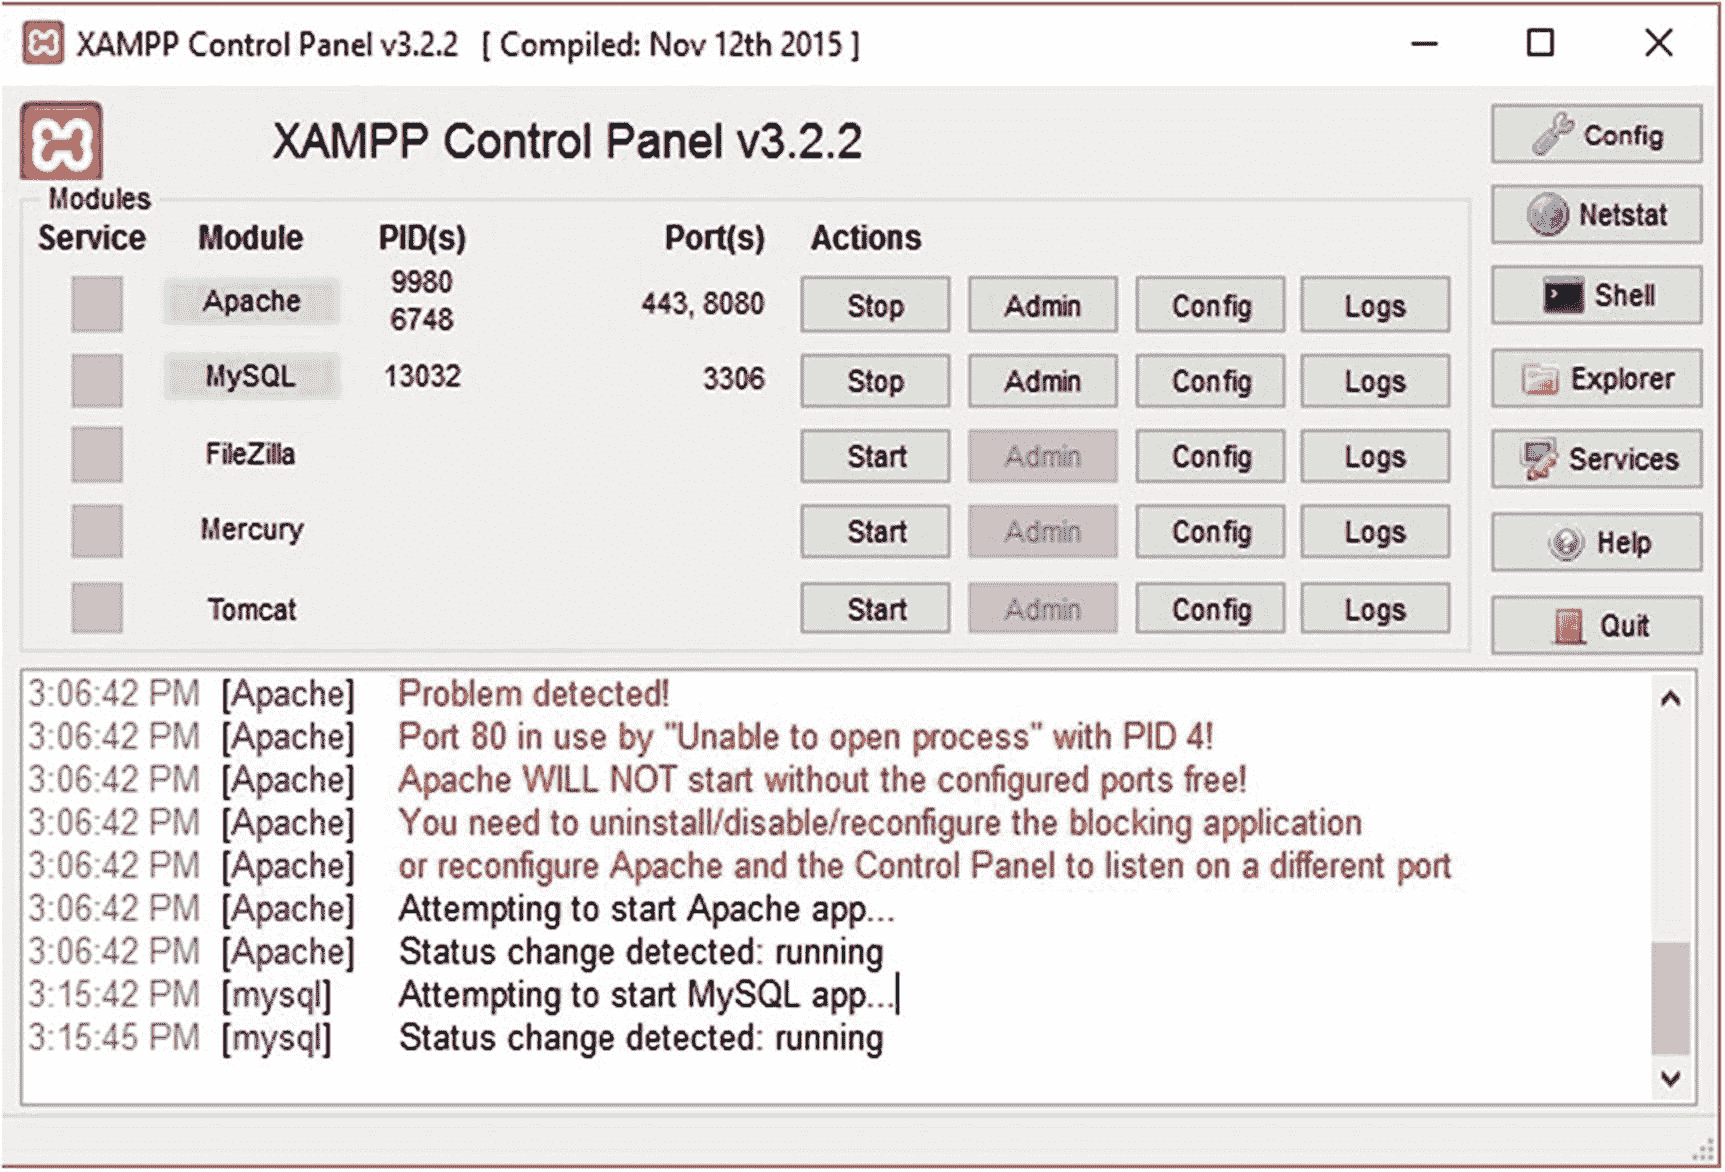 XAMPP Control Panel v3.2.2 [ Compiled: Nov 12th 2015 ]
XAMPP Control Panel v3.2.2
Config
Netstat
Shell
Explorer
Services
Help
Quit
Modules
Service Module PID(s) Port(s) Actions
Apache 9980 6748 443, 8080 Stop Admin Config Logs
MySQL 13032 3306 Stop Admin Config Logs
FileZilla Start Admin Config Logs
Mercury Start Admin Config Logs
Tomcat Start Admin Config Logs
3:06:42 PM [Apache] Problem detected!
3:06:42 PM [Apache] Port 80 in use by "Unable to open process" with PID 4!
3:06:42 PM [Apache] Apache WILL NOT start without the configured ports free!
3:06:42 PM [Apache] You need to uninstall/disable/reconfigure the blocking application
3:06:42 PM [Apache] or reconfigure Apache and the Control Panel to listen on a different port
3:06:42 PM [Apache] Attempting to start Apache app...
3:06:42 PM [Apache] Status change detected: running
3:15:42 PM [mysql] Attempting to start MySQL app...
3:15:45 PM [mysql] Status change detected: running